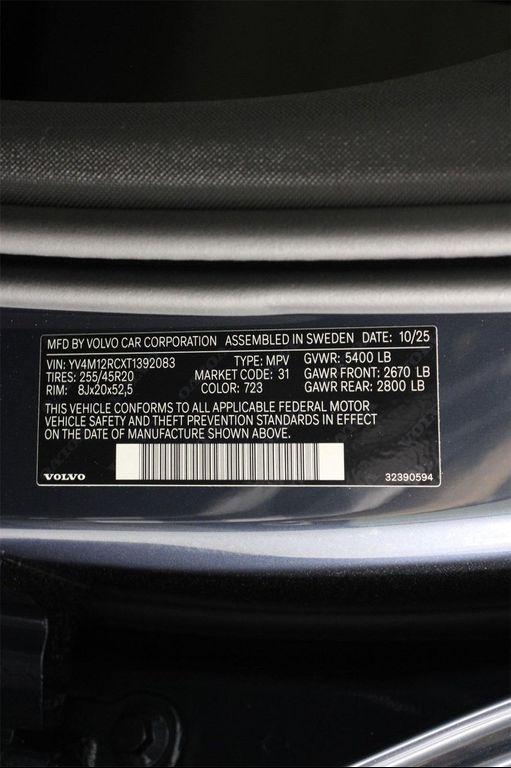 MFD BY VOLVO CAR CORPORATION ASSEMBLED IN SWEDEN DATE: 10/25
VIN: YV4M12RCXT1392083 TYPE: MPV GVWR: 5400 LB
TIRES: 255/45R20 MARKET CODE: 31 GAWR FRONT: 2670 LB
RIM: 8Jx20x52,5 COLOR: 723 GAWR REAR: 2800 LB
THIS VEHICLE CONFORMS TO ALL APPLICABLE FEDERAL MOTOR
VEHICLE SAFETY AND THEFT PREVENTION STANDARDS IN EFFECT
ON THE DATE OF MANUFACTURE SHOWN ABOVE.
VOLVO 32390594